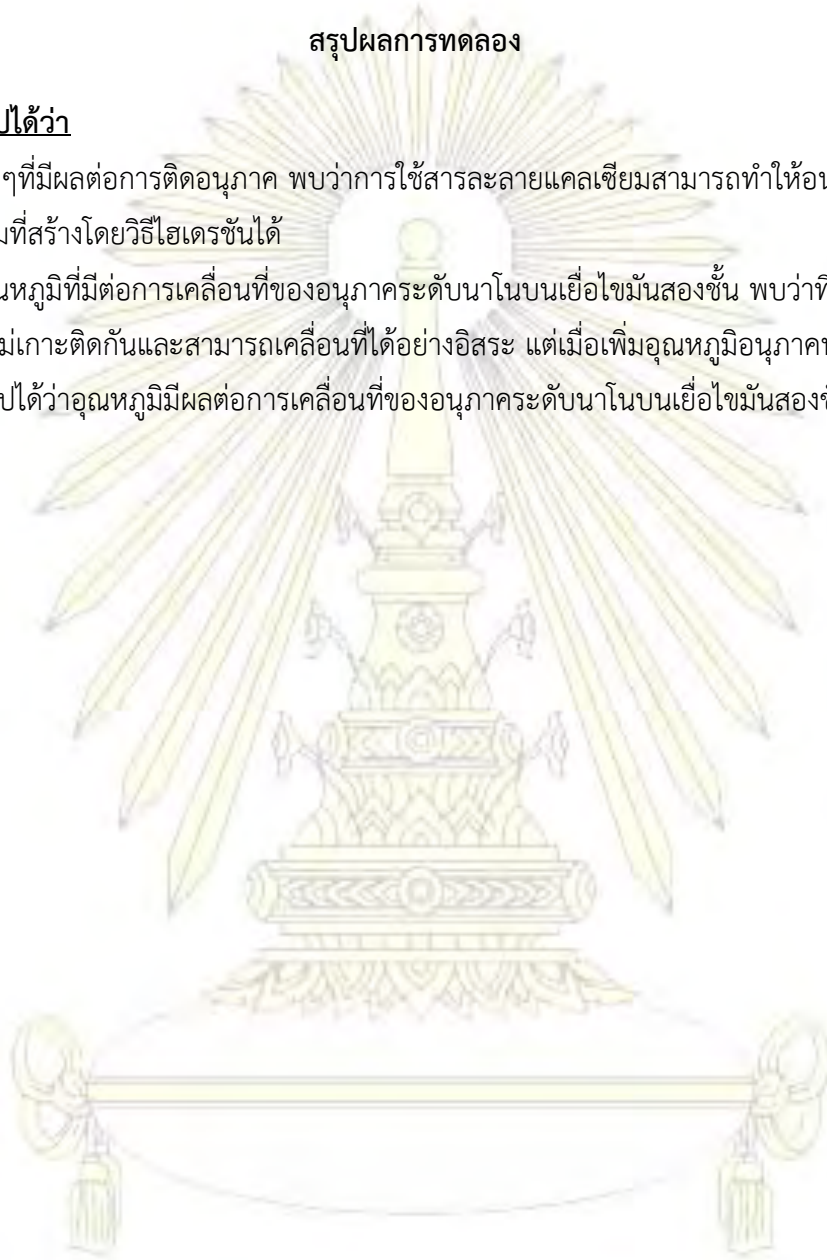 สรุปผลการทดลอง
ปได้ว่า
ๆที่มีผลต่อการติดอนุภาค พบว่าการใช้สารละลายแคลเซียมสามารถทำให้อน
มที่สร้างโดยวิธีไฮเดรชันได้
ณหภูมิที่มีต่อการเคลื่อนที่ของอนุภาคระดับนาโนบนเยื่อไขมันสองชั้น พบว่าที่
ม่เกาะติดกันและสามารถเคลื่อนที่ได้อย่างอิสระ แต่เมื่อเพิ่มอุณหภูมิอนุภาค
ปได้ว่าอุณหภูมิมีผลต่อการเคลื่อนที่ของอนุภาคระดับนาโนบนเยื่อไขมันสอง